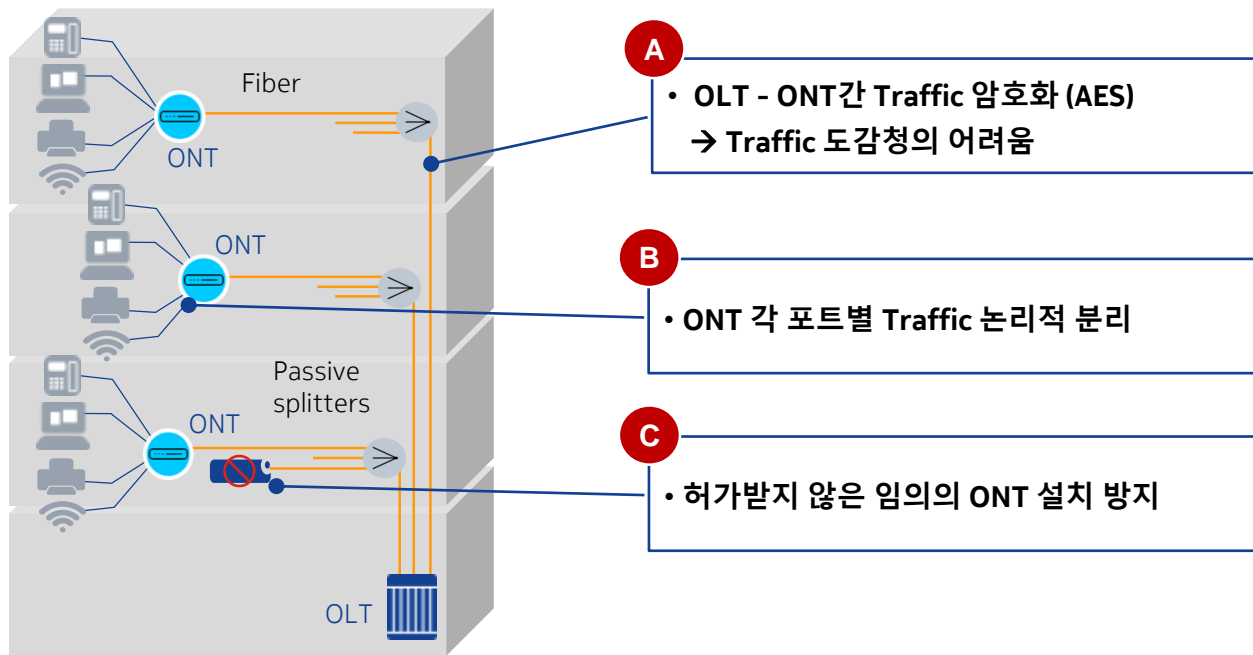 Fiber
ONT
ONT
Passive
splitters
ONT
OLT
A
• OLT - ONT간 Traffic 암호화 (AES)
→ Traffic 도감청의 어려움
B
• ONT 각 포트별 Traffic 논리적 분리
C
• 허가받지 않은 임의의 ONT 설치 방지